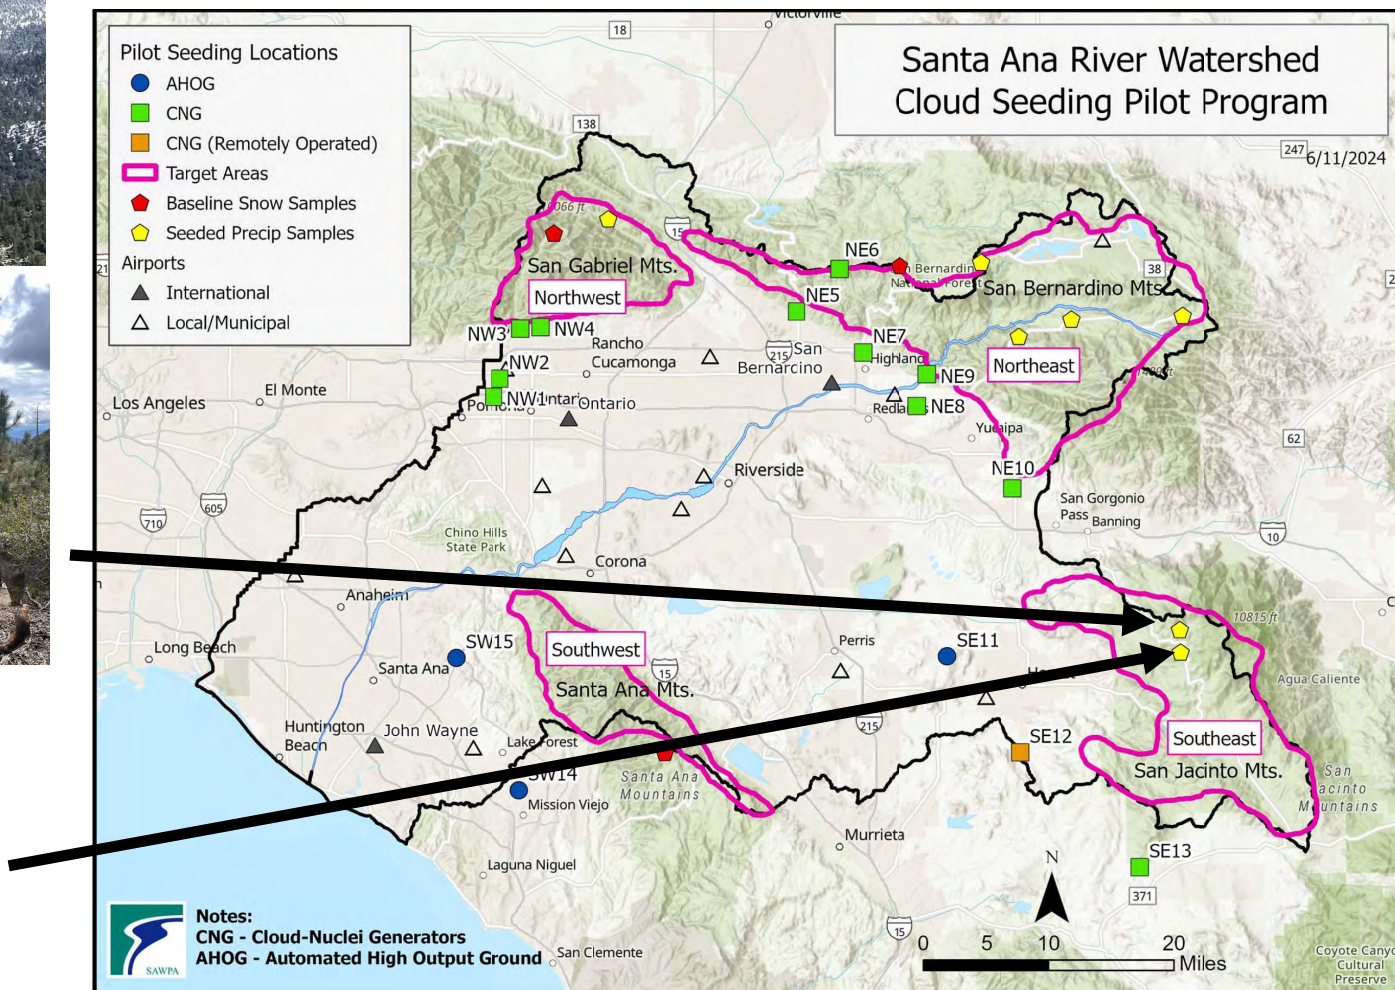 Victorville
18
Santa Ana River Watershed
Cloud Seeding Pilot Program
247
6/11/2024
Pilot Seeding Locations
AHOG
CNG
CNG (Remotely Operated)
Target Areas
Baseline Snow Samples
Seeded Precip Samples
Airports
International
Local/Municipal
138
15
San Gabriel Mts.
Northwest
NE6
38
National Forest
San Bernardino Mts.
NE5
NW3
NW4
NE7
NW2
Rancho
Cucamonga
215
San
Bernardino
Highland
Northeast
El Monte
Los Angeles
NW1
Ontario
NE9
NE8
Yucaipa
62
Riverside
NE10
605
710
San Gorgonio
Pass
Banning
10
Chino Hills
State Park
Corona
Anaheim
10815 ft
Long Beach
SW15
Southwest
Perris
SE11
Santa Ana
15
Santa Ana Mts.
Agua Caliente
Huntington
Beach
John Wayne
Lake Forest
215
SE12
Southeast
San Jacinto Mts.
SW14
Santa Ana
Mountains
San
Jacinto
Mountains
Mission Viejo
Murrieta
Laguna Niguel
N
SE13
371
15
Notes:
CNG - Cloud-Nuclei Generators
AHOG - Automated High Output Ground
SAWPA
San Clemente
0 5 10 20
Miles
Cultural
Preserve